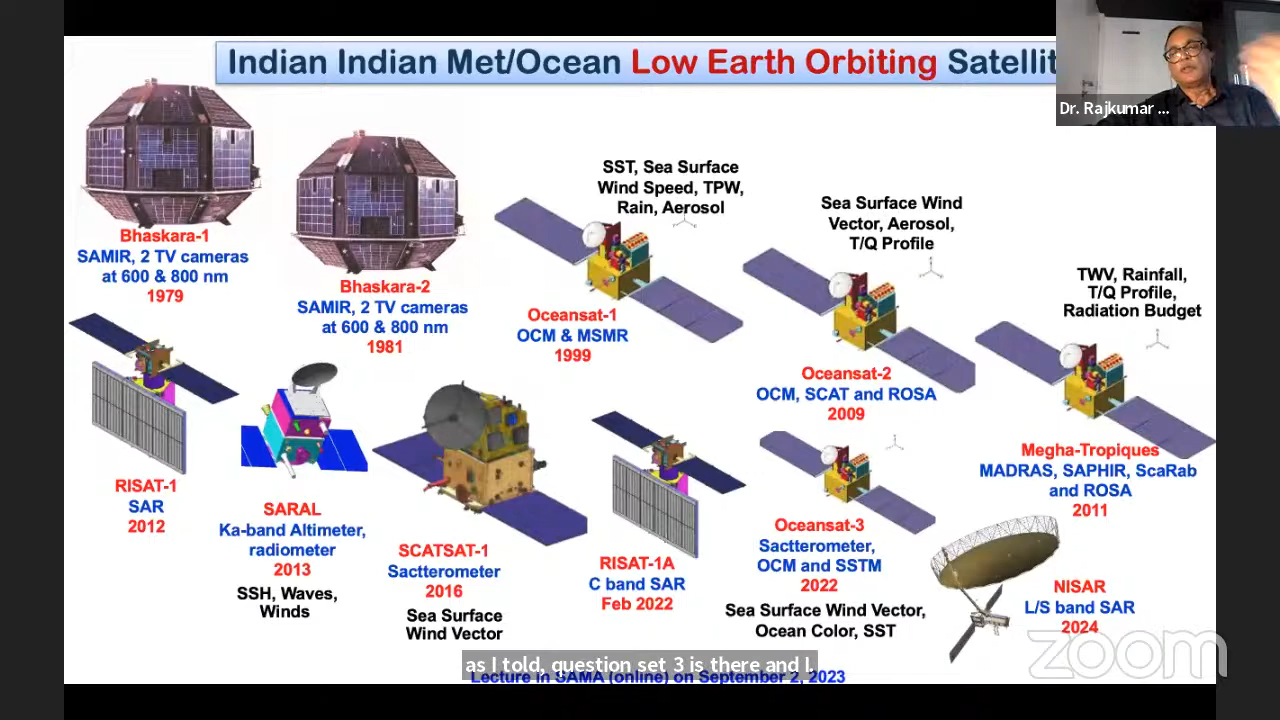 Indian Indian Met/Ocean Low Earth Orbiting Satellit
Dr. Rajkumar ...
Bhaskara-1
SAMIR, 2 TV cameras
at 600 & 800 nm
1979
Bhaskara-2
SAMIR, 2 TV cameras
at 600 & 800 nm
1981
SST, Sea Surface
Wind Speed, TPW,
Rain, Aerosol
Oceansat-1
OCM & MSMR
1999
Sea Surface Wind
Vector, Aerosol,
T/Q Profile
Oceansat-2
OCM, SCAT and ROSA
2009
TWV, Rainfall,
T/Q Profile,
Radiation Budget
Megha-Tropiques
MADRAS, SAPHIR, ScaRab
and ROSA
2011
RISAT-1
SAR
2012
SARAL
Ka-band Altimeter,
radiometer
2013
SSH, Waves,
Winds
SCATSAT-1
Sactterometer
2016
Sea Surface
Wind Vector
RISAT-1A
C band SAR
Feb 2022
Oceansat-3
Sactterometer,
OCM and SSTM
2022
Sea Surface Wind Vector,
Ocean Color, SST
NISAR
L/S band SAR
2024
zoom
as I told, question set 3 is there and I.
Lecture in SAMA (online) on September 2, 2023